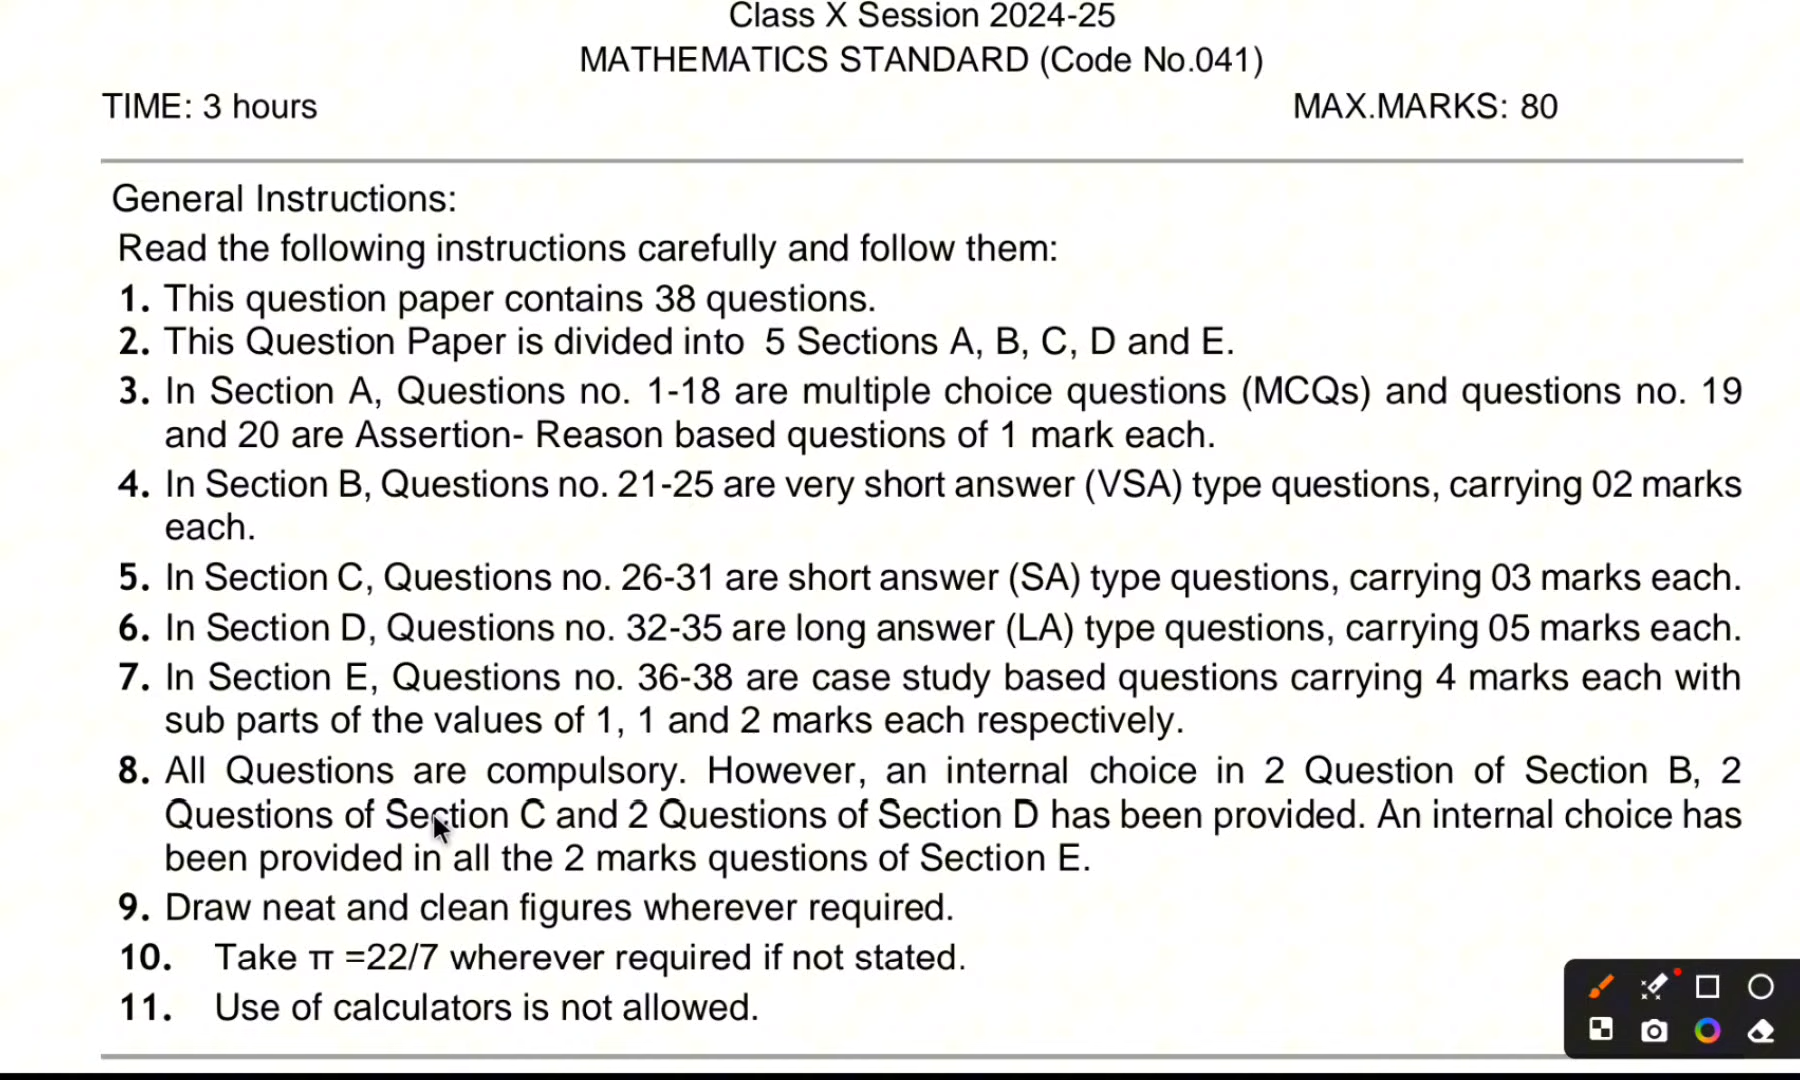 Class X Session 2024-25
MATHEMATICS STANDARD (Code No.041)
TIME: 3 hours MAX.MARKS: 80
General Instructions:
Read the following instructions carefully and follow them:
1. This question paper contains 38 questions.
2. This Question Paper is divided into 5 Sections A, B, C, D and E.
3. In Section A, Questions no. 1-18 are multiple choice questions (MCQs) and questions no. 19
and 20 are Assertion- Reason based questions of 1 mark each.
4. In Section B, Questions no. 21-25 are very short answer (VSA) type questions, carrying 02 marks
each.
5. In Section C, Questions no. 26-31 are short answer (SA) type questions, carrying 03 marks each.
6. In Section D, Questions no. 32-35 are long answer (LA) type questions, carrying 05 marks each.
7. In Section E, Questions no. 36-38 are case study based questions carrying 4 marks each with
sub parts of the values of 1, 1 and 2 marks each respectively.
8. All Questions are compulsory. However, an internal choice in 2 Question of Section B, 2
Questions of Section C and 2 Questions of Section D has been provided. An internal choice has
been provided in all the 2 marks questions of Section E.
9. Draw neat and clean figures wherever required.
10. Take π =22/7 wherever required if not stated.
11. Use of calculators is not allowed.